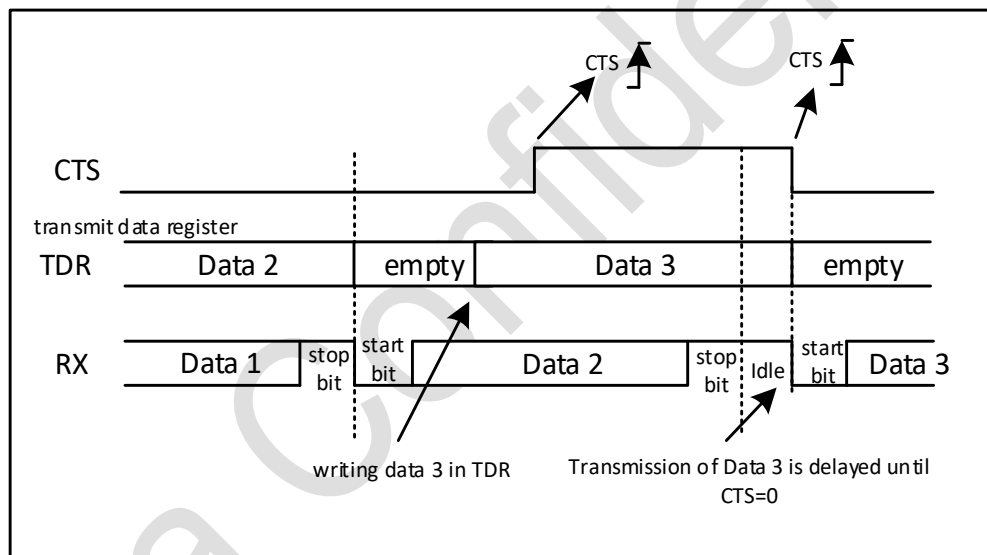 CTS
CTS
CTS
transmit data register
TDR
Data 2
empty
Data 3
empty
RX
Data 1
stop
bit
start
bit
Data 2
stop
bit
Idle
start
bit
Data 3
writing data 3 in TDR
Transmission of Data 3 is delayed until
CTS=0